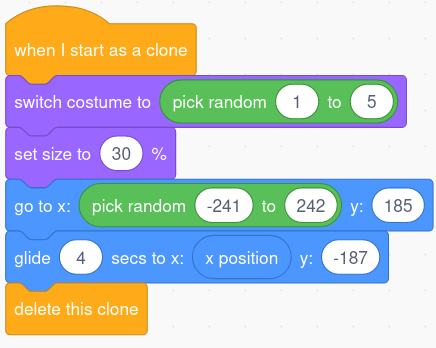 when I start as a clone
switch costume to pick random 1 to 5
set size to 30 %
go to x: pick random -241 to 242 y: 185
glide 4 secs to x: x position y: -187
delete this clone